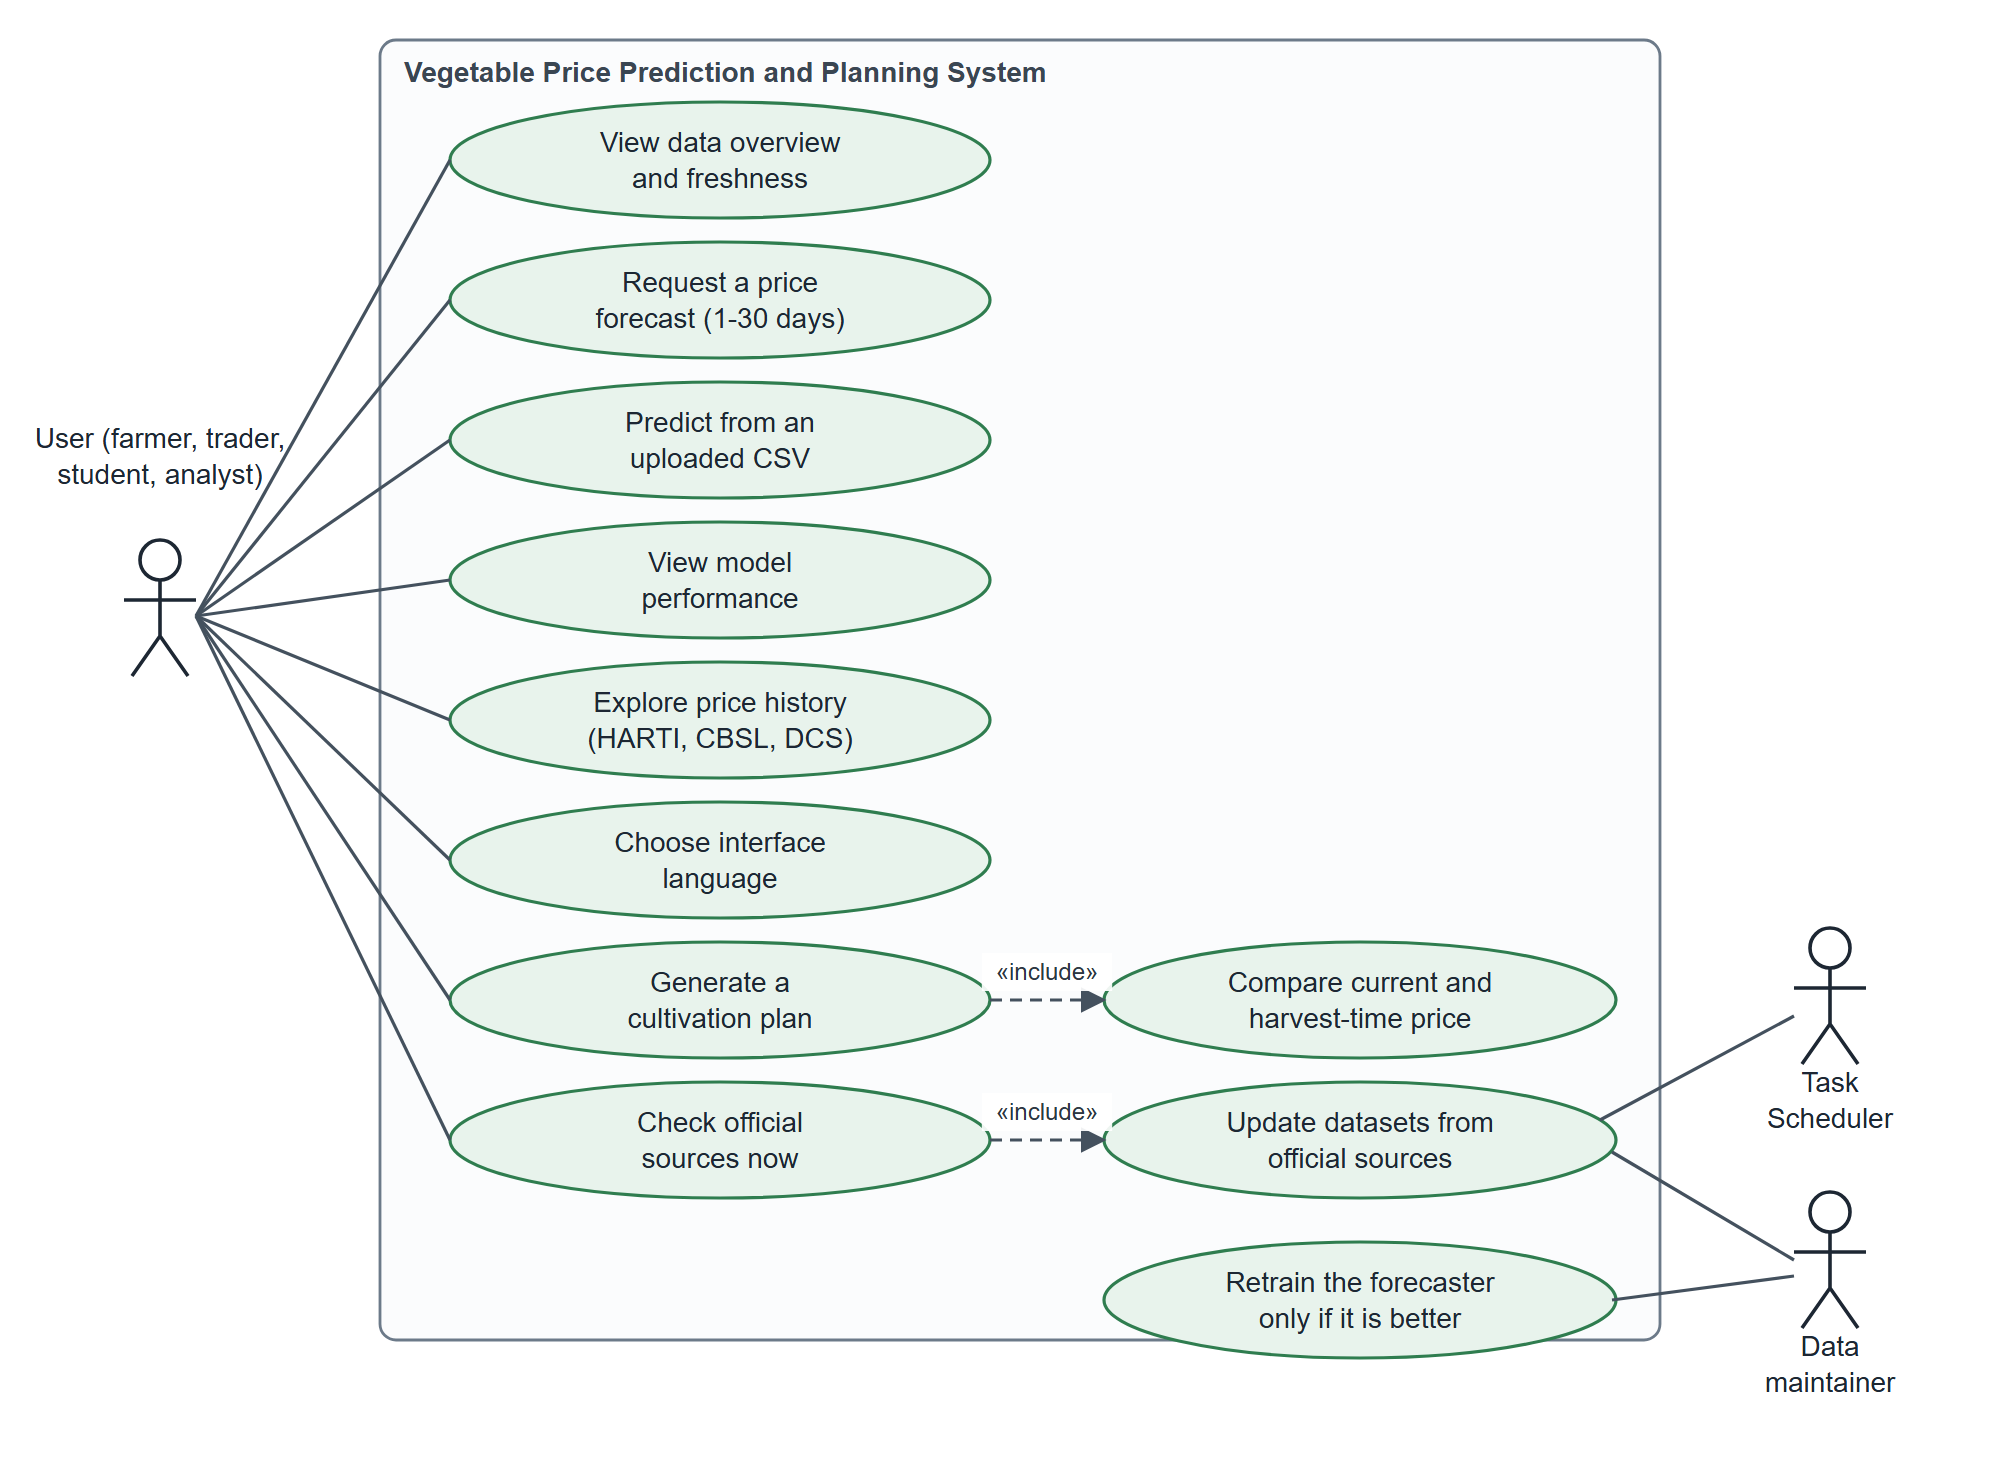 Vegetable Price Prediction and Planning System
View data overview
and freshness
Request a price
forecast (1-30 days)
Predict from an
uploaded CSV
User (farmer, trader,
student, analyst)
View model
performance
Explore price history
(HARTI, CBSL, DCS)
Choose interface
language
Generate a
cultivation plan
«include»
Compare current and
harvest-time price
Task
Scheduler
Check official
sources now
«include»
Update datasets from
official sources
Retrain the forecaster
only if it is better
Data
maintainer